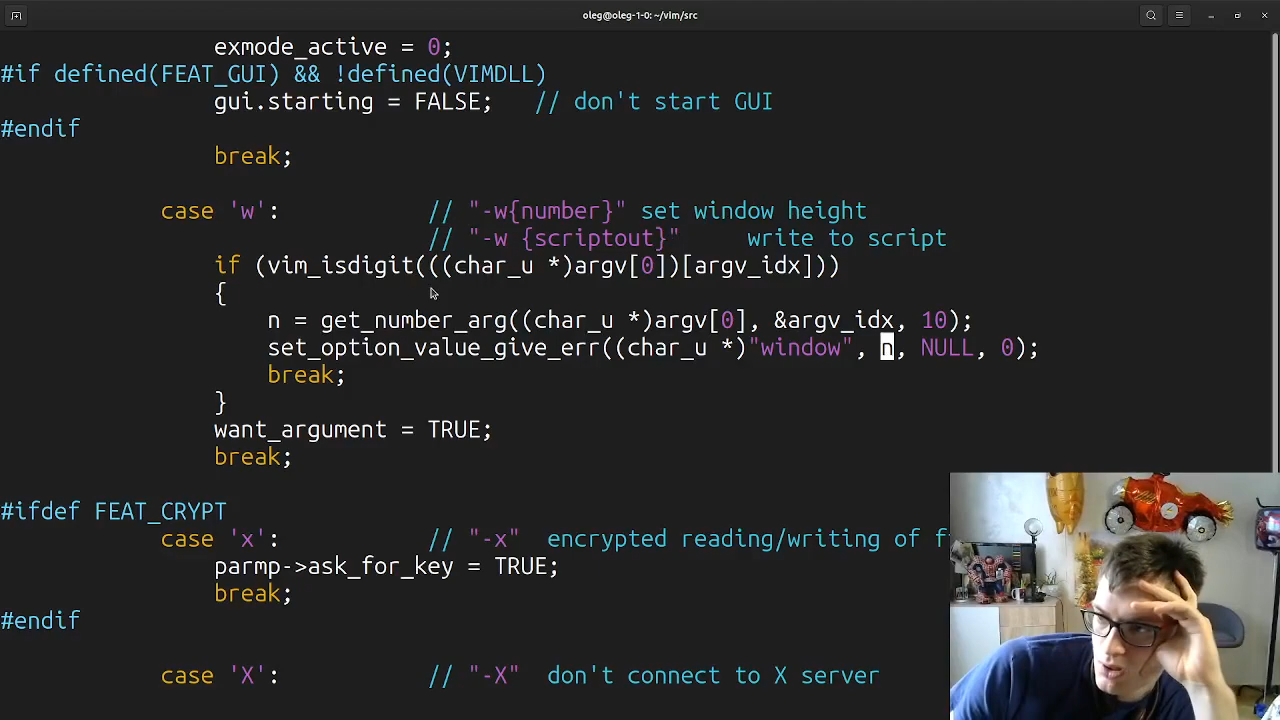 oleg@oleg-1-0: ~/vim/src
exmode_active = 0;
#if defined(FEAT_GUI) && !defined(VIMDLL)
gui.starting = FALSE; // don't start GUI
#endif
break;
case 'w': // "-w{number}" set window height
// "-w {scriptout}" write to script
if (vim_isdigit(((char_u *)argv[0])[argv_idx]))
{
n = get_number_arg((char_u *)argv[0], &argv_idx, 10);
set_option_value_give_err((char_u *)"window", n, NULL, 0);
break;
}
want_argument = TRUE;
break;
#ifdef FEAT_CRYPT
case 'x': // "-x" encrypted reading/writing of f
parmp->ask_for_key = TRUE;
break;
#endif
case 'X': // "-X" don't connect to X server